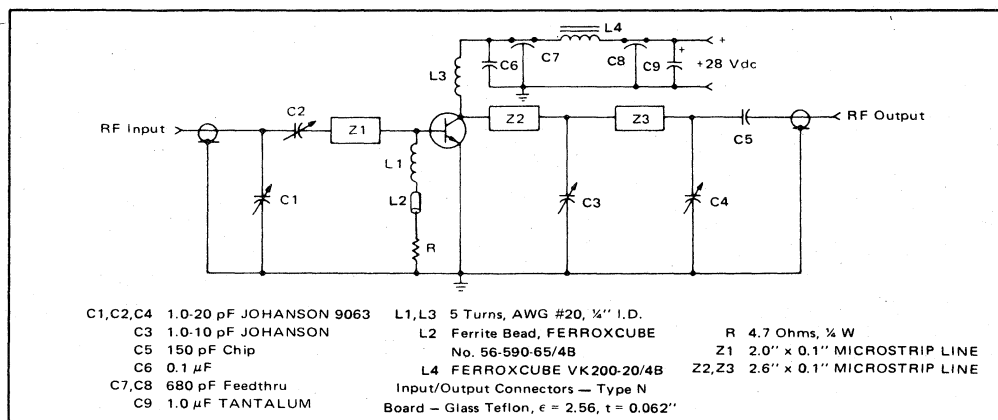 L4
+
C6
C7
C8
C9
+
+28 Vdc
L3
C2
RF Input
Z1
Z2
Z3
RF Output
C5
L1
C1
L2
C3
C4
R
C1,C2,C4 1.0-20 pF JOHANSON 9063
C3 1.0-10 pF JOHANSON
C5 150 pF Chip
C6 0.1 μF
C7,C8 680 pF Feedthru
C9 1.0 μF TANTALUM
L1,L3 5 Turns, AWG #20, ¼" I.D.
L2 Ferrite Bead, FERROXCUBE
No. 56-590-65/4B
L4 FERROXCUBE VK200-20/4B
Input/Output Connectors — Type N
Board — Glass Teflon, ε = 2.56, t = 0.062"
R 4.7 Ohms, ¼ W
Z1 2.0" x 0.1" MICROSTRIP LINE
Z2,Z3 2.6" x 0.1" MICROSTRIP LINE